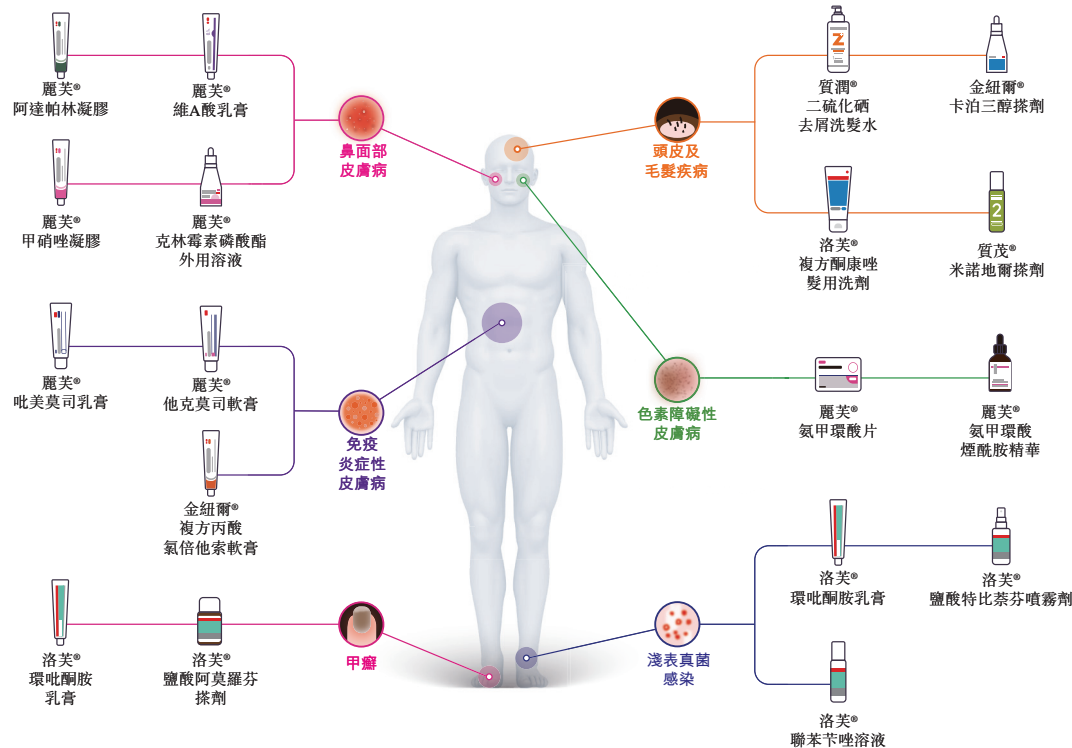 麗芙®
阿達帕林凝膠
麗芙®
維A酸乳膏
麗芙®
甲硝唑凝膠
麗芙®
克林霉素磷酸酯
外用溶液
鼻面部
皮膚病
頭皮及
毛髮疾病
質潤®
二硫化硒
去屑洗髮水
金紐爾®
卡泊三醇搽劑
洛芙®
複方酮康唑
髮用洗劑
2
質茂®
米諾地爾搽劑
麗芙®
吡美莫司乳膏
麗芙®
他克莫司軟膏
金紐爾®
複方丙酸
氯倍他索軟膏
免疫
炎症性
皮膚病
色素障礙性
皮膚病
麗芙®
氨甲環酸片
麗芙®
氨甲環酸
煙酰胺精華
洛芙®
環吡酮胺
乳膏
洛芙®
鹽酸阿莫羅芬
搽劑
甲癬
淺表真菌
感染
洛芙®
環吡酮胺乳膏
洛芙®
鹽酸特比萘芬噴霧劑
洛芙®
聯苯苄唑溶液